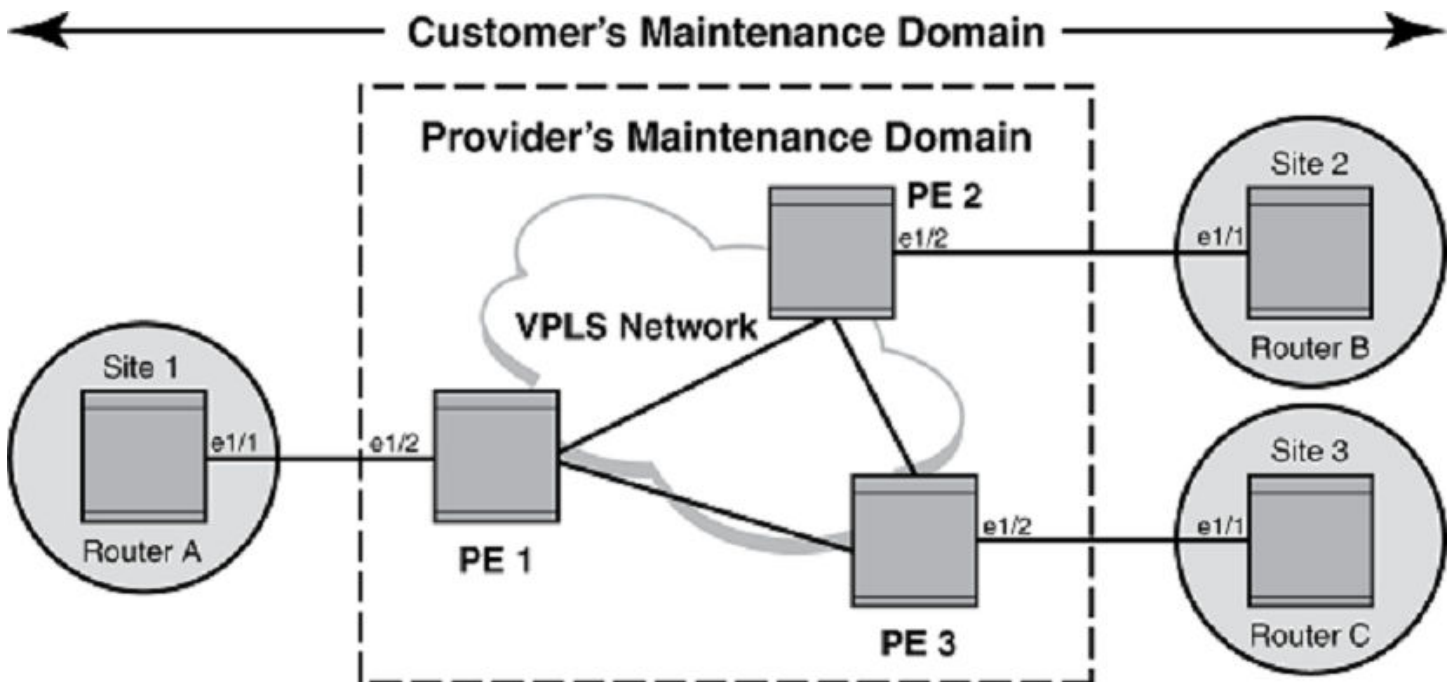 Customer's Maintenance Domain
Provider's Maintenance Domain
PE 2
e1/2
Site 2
e1/1
Router B
VPLS Network
Site 1
e1/1
Router A
e1/2
PE 1
e1/2
PE 3
Site 3
e1/1
Router C